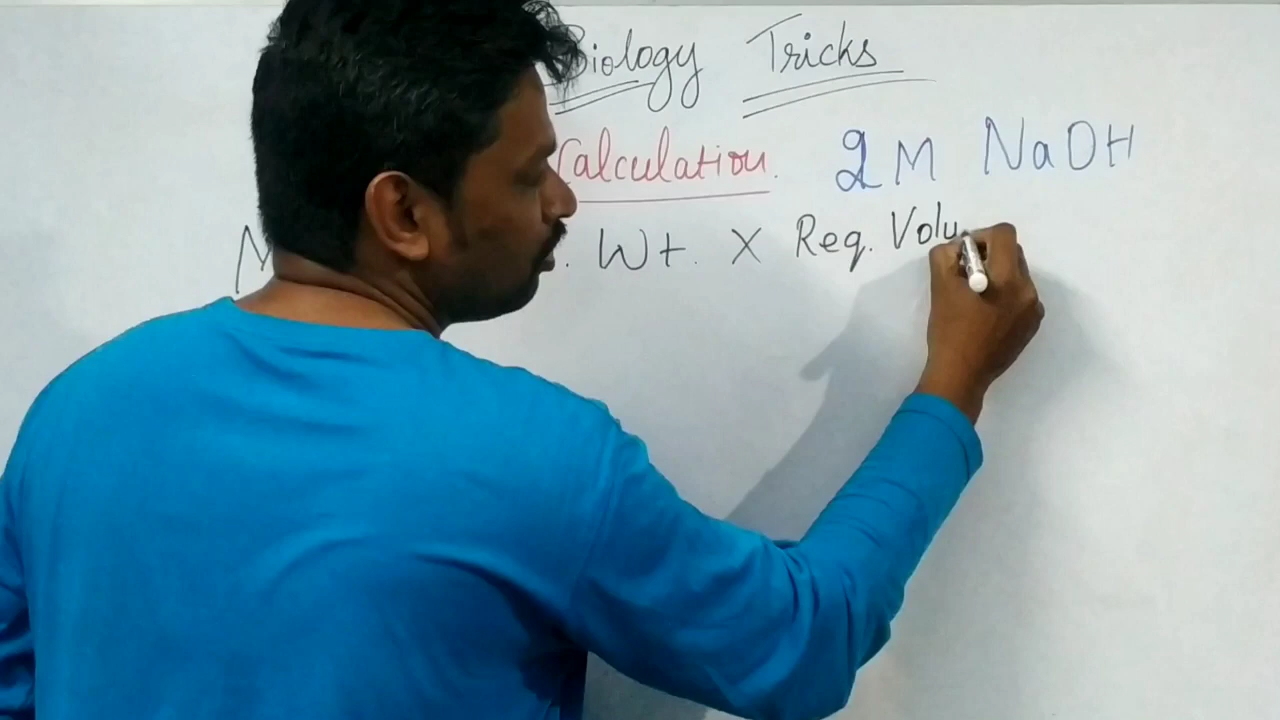 Biology Tricks
Calculation. 2M NaOH
. Wt. X Req. Volu